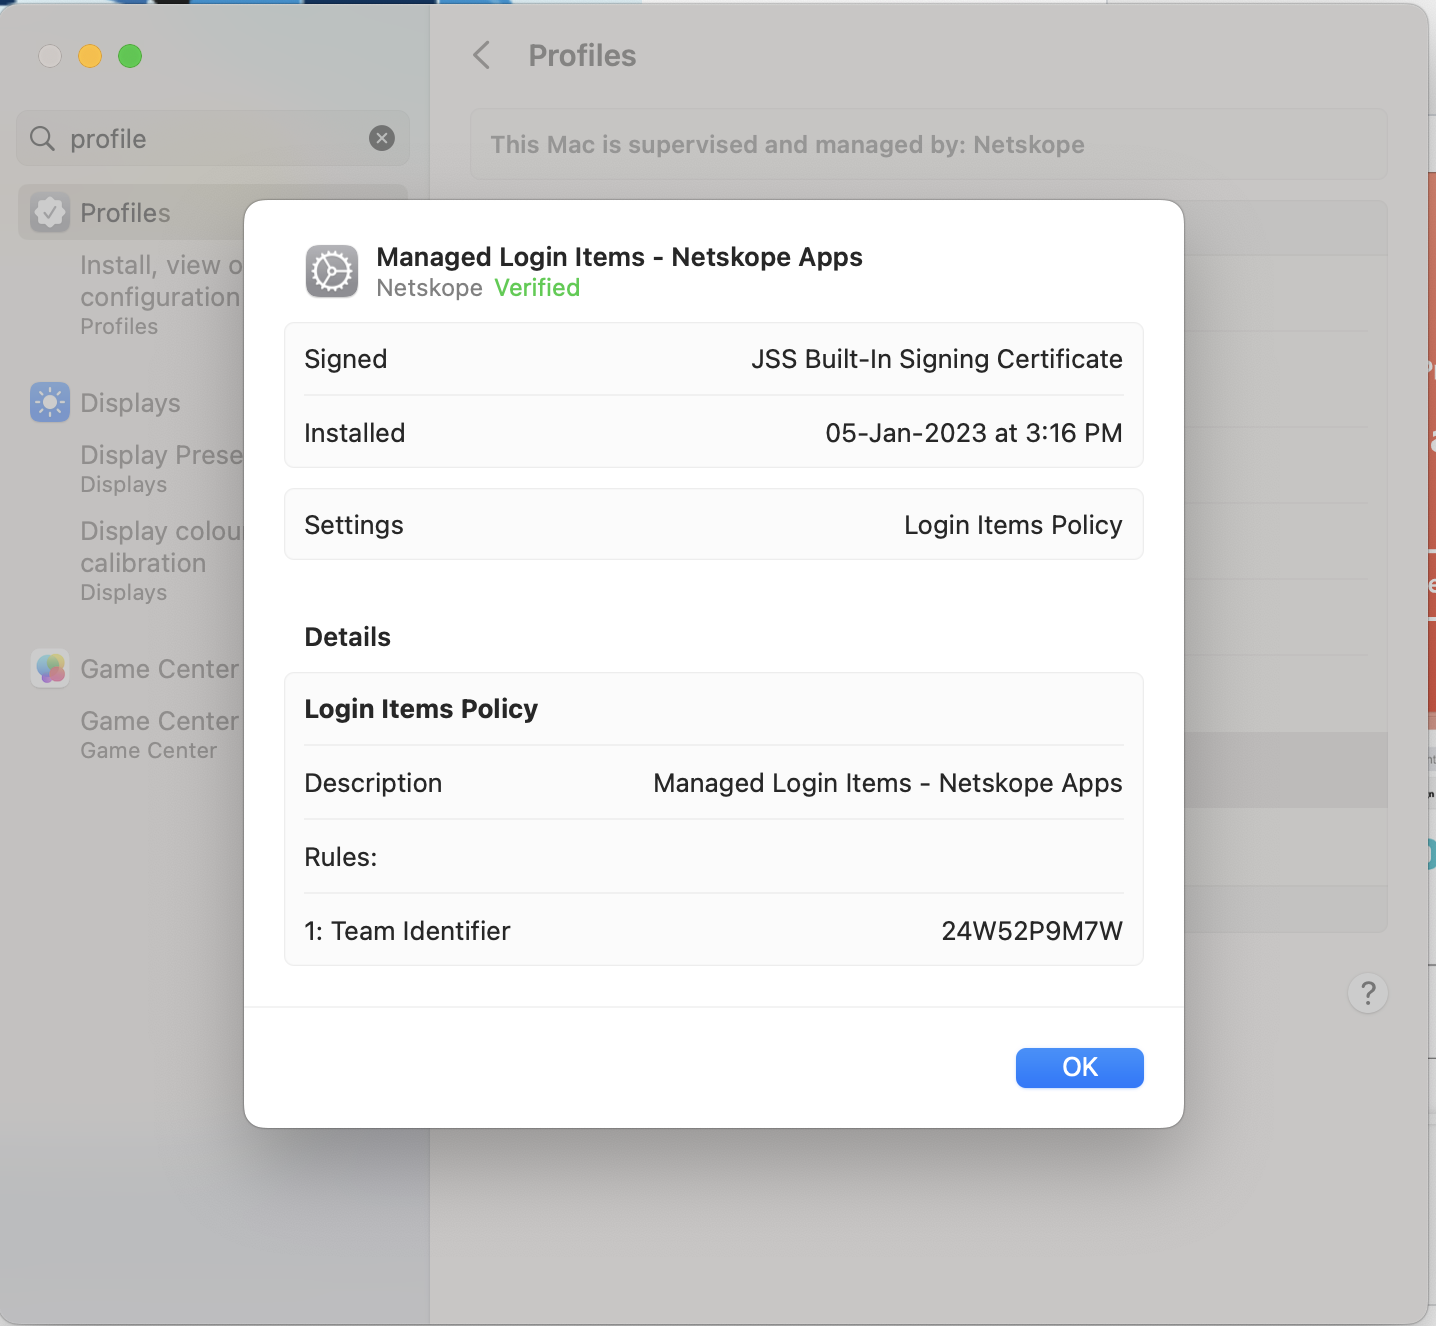 profile
Profiles
Install, view o
configuration
Profiles
Displays
Display Prese
Displays
Display colou
calibration
Displays
Game Center
Game Center
Game Center
Profiles
This Mac is supervised and managed by: Netskope
Managed Login Items - Netskope Apps
Netskope Verified
Signed JSS Built-In Signing Certificate
Installed 05-Jan-2023 at 3:16 PM
Settings Login Items Policy
Details
Login Items Policy
Description Managed Login Items - Netskope Apps
Rules:
1: Team Identifier 24W52P9M7W
OK
?